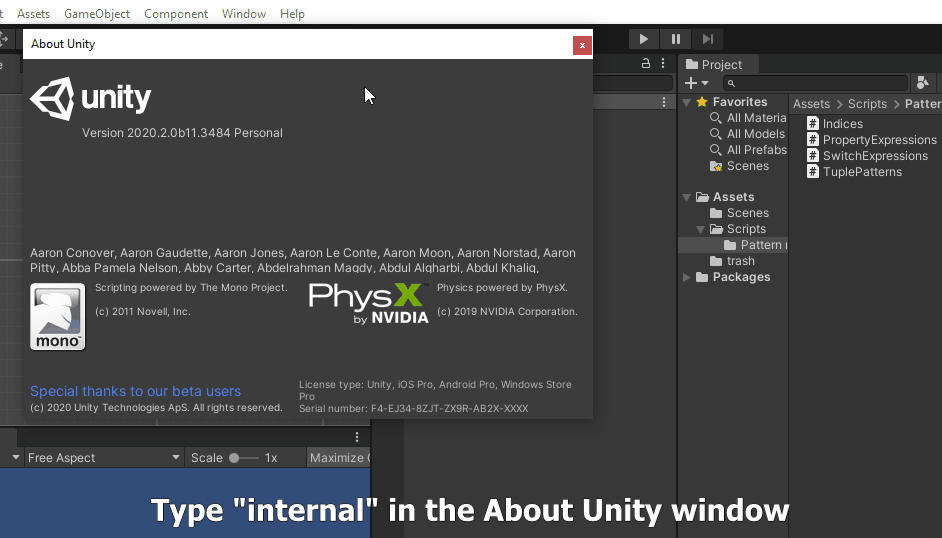 Assets GameObject Component Window Help
About Unity
x
unity
Version 2020.2.0b11.3484 Personal
Aaron Conover, Aaron Gaudette, Aaron Jones, Aaron Le Conte, Aaron Moon, Aaron Norstad, Aaron
Pitty, Abba Pamela Nelson, Abby Carter, Abdelrahman Magdy, Abdul Algharbi, Abdul Khaliq,
mono
Scripting powered by The Mono Project.
(c) 2011 Novell, Inc.
PhysX
by NVIDIA
Physics powered by PhysX.
(c) 2019 NVIDIA Corporation.
Special thanks to our beta users
(c) 2020 Unity Technologies ApS. All rights reserved.
License type: Unity, iOS Pro, Android Pro, Windows Store
Pro
Serial number: F4-EJ34-8ZJT-ZX9R-AB2X-XXXX
Project
Favorites
All Materia
All Models
All Prefabs
Scenes
Assets
Scenes
Scripts
Pattern
trash
Packages
Assets > Scripts > Patter
# Indices
# PropertyExpressions
# SwitchExpressions
# TuplePatterns
Free Aspect
Scale
1x
Maximize
Type "internal" in the About Unity window